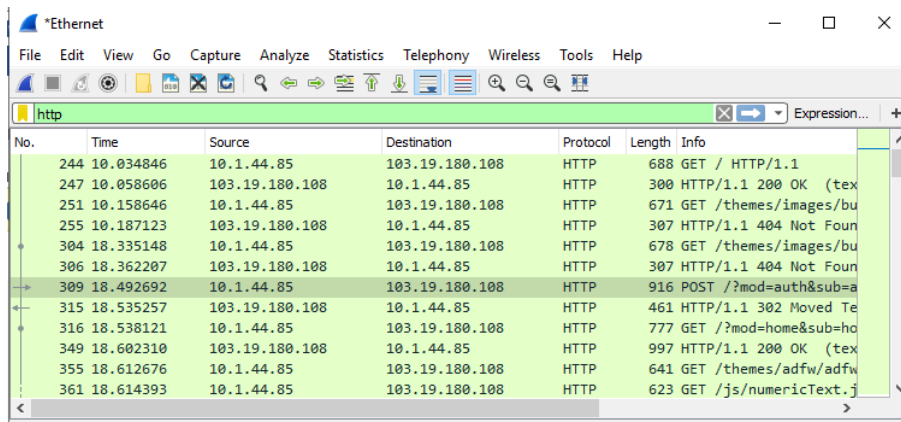 *Ethernet
File Edit View Go Capture Analyze Statistics Telephony Wireless Tools Help
http Expression... +
No. Time Source Destination Protocol Length Info
244 10.034846 10.1.44.85 103.19.180.108 HTTP 688 GET / HTTP/1.1
247 10.058606 103.19.180.108 10.1.44.85 HTTP 300 HTTP/1.1 200 OK (tex
251 10.158646 10.1.44.85 103.19.180.108 HTTP 671 GET /themes/images/bu
255 10.187123 103.19.180.108 10.1.44.85 HTTP 307 HTTP/1.1 404 Not Foun
304 18.335148 10.1.44.85 103.19.180.108 HTTP 678 GET /themes/images/bu
306 18.362207 103.19.180.108 10.1.44.85 HTTP 307 HTTP/1.1 404 Not Foun
309 18.492692 10.1.44.85 103.19.180.108 HTTP 916 POST /?mod=auth&sub=a
315 18.535257 103.19.180.108 10.1.44.85 HTTP 461 HTTP/1.1 302 Moved Te
316 18.538121 10.1.44.85 103.19.180.108 HTTP 777 GET /?mod=home&sub=ho
349 18.602310 103.19.180.108 10.1.44.85 HTTP 997 HTTP/1.1 200 OK (tex
355 18.612676 10.1.44.85 103.19.180.108 HTTP 641 GET /themes/adfw/adfw
361 18.614393 10.1.44.85 103.19.180.108 HTTP 623 GET /js/numericText.j